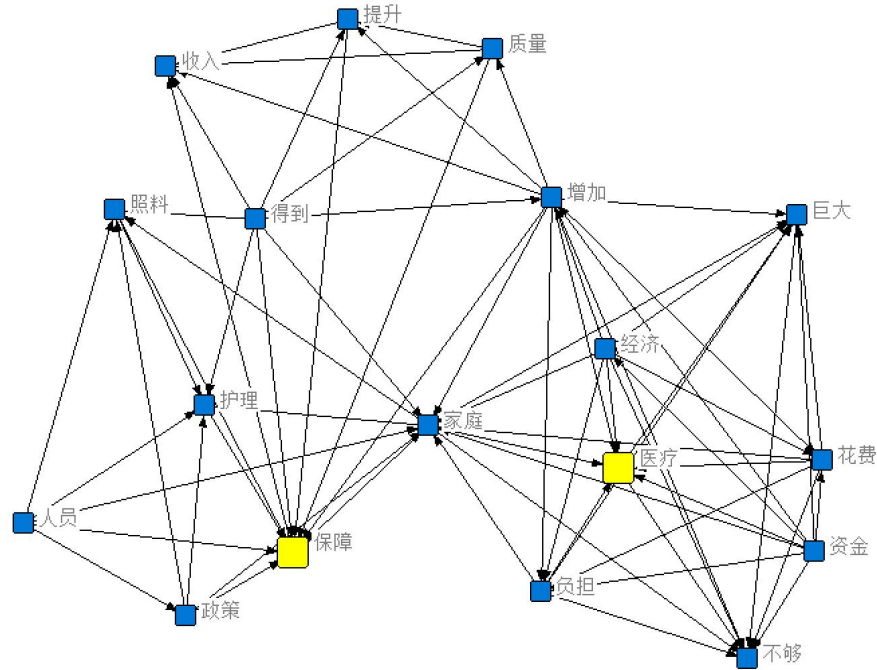 提升
质量
收入
增加
照料
得到
巨大
经济
护理
家庭
医疗
花费
人员
保障
资金
负担
政策
不够